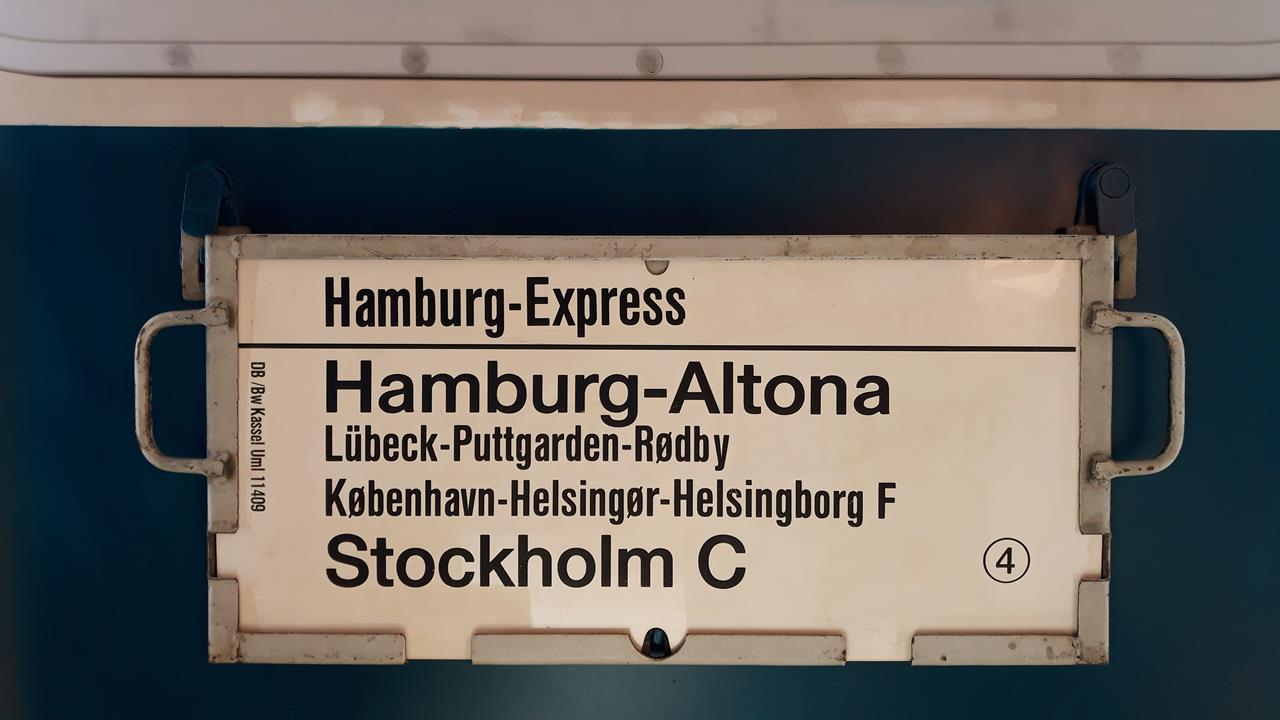 Hamburg-Express
Hamburg-Altona
Lübeck-Puttgarden-Rødby
København-Helsingør-Helsingborg F
Stockholm C
4
DB /Bw Kassel Uml 11409